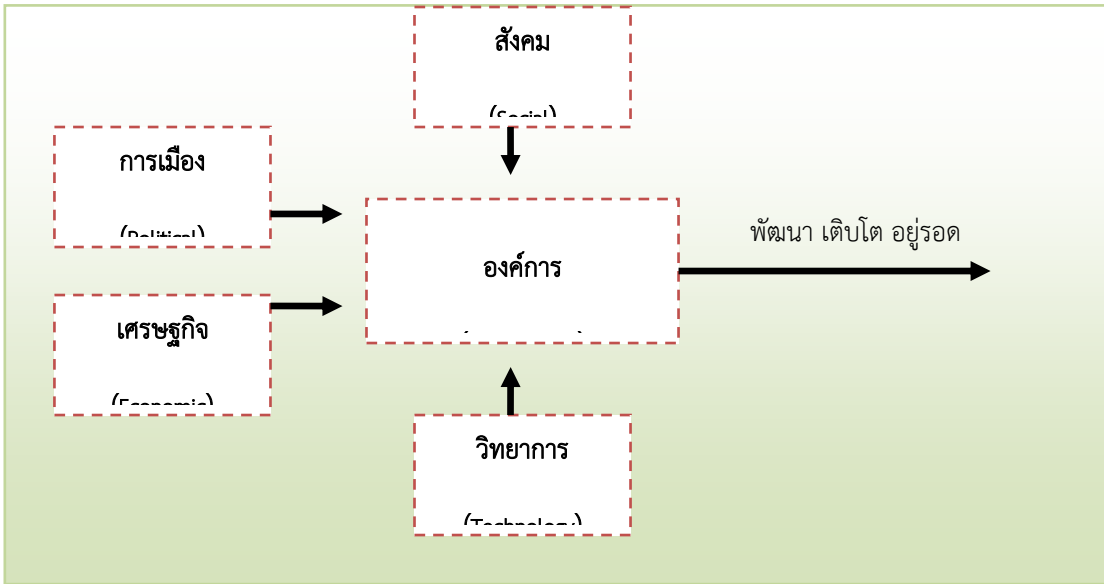 สังคม
(Social)
การเมือง
(Political)
องค์การ
พัฒนา เติบโต อยู่รอด
เศรษฐกิจ
(Economic)
วิทยาการ
(Technology)